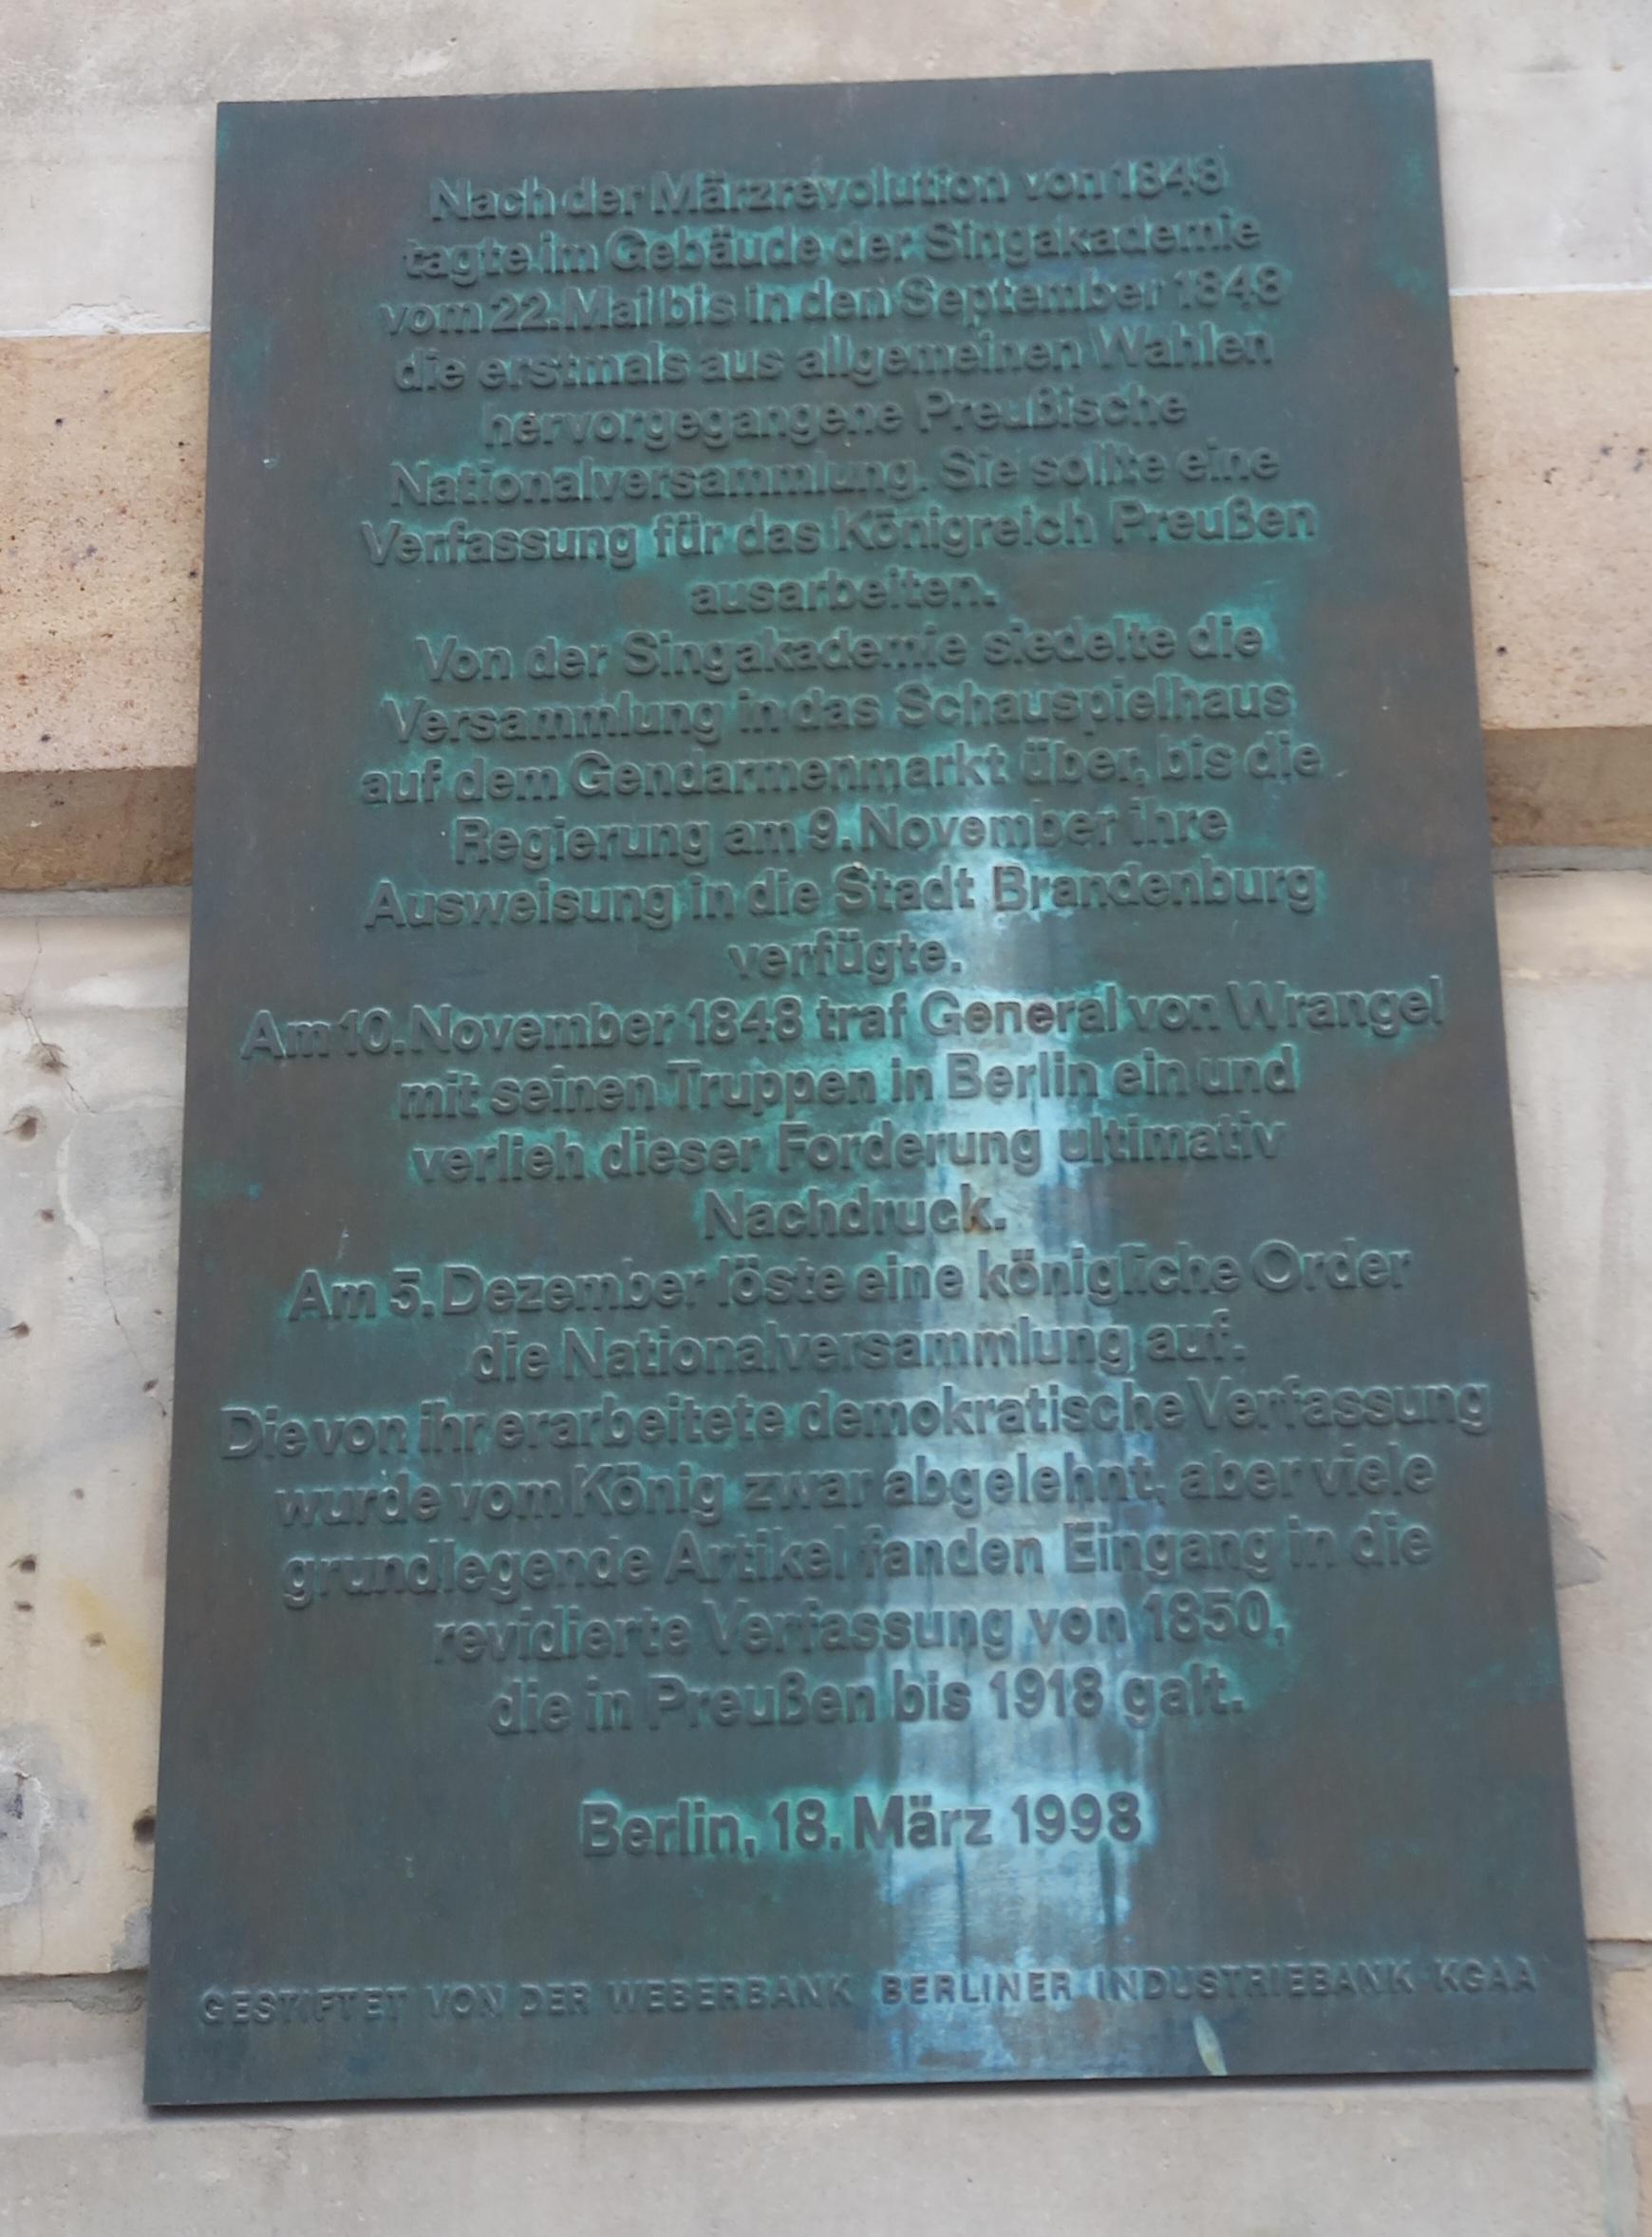 Nach der Märzrevolution von 1848
tagte im Gebäude der Singakademie
vom 22. Mai bis in den September 1848
die erstmals aus allgemeinen Wahlen
hervorgegangene Preußische
Nationalversammlung. Sie sollte eine
Verfassung für das Königreich Preußen
ausarbeiten.
Von der Singakademie siedelte die
Versammlung in das Schauspielhaus
auf dem Gendarmenmarkt über, bis die
Regierung am 9. November ihre
Ausweisung in die Stadt Brandenburg
verfügte.
Am 10. November 1848 traf General von Wrangel
mit seinen Truppen in Berlin ein und
verlieh dieser Forderung ultimativ
Nachdruck.
Am 5. Dezember löste eine königliche Order
die Nationalversammlung auf.
Die von ihr erarbeitete demokratische Verfassung
wurde vom König zwar abgelehnt, aber viele
grundlegende Artikel fanden Eingang in die
revidierte Verfassung von 1850,
die in Preußen bis 1918 galt.
Berlin, 18. März 1998
GESTIFTET VON DER WEBERBANK BERLINER INDUSTRIEBANK KGAA